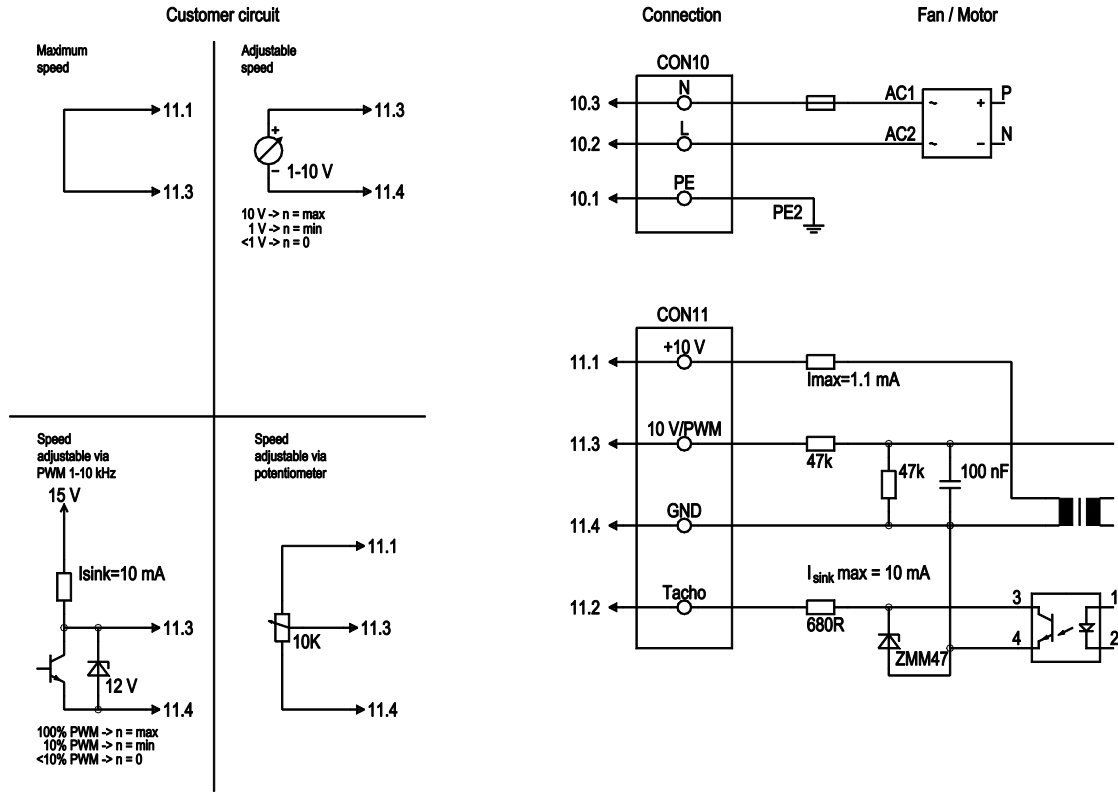 Customer circuit
Connection
Fan / Motor
Maximum
speed
11.1
11.3
Adjustable
speed
11.3
+
– 1-10 V
11.4
10 V -> n = max
1 V -> n = min
<1 V -> n = 0
Speed
adjustable via
PWM 1-10 kHz
15 V
Isink=10 mA
11.3
12 V
11.4
100% PWM -> n = max
10% PWM -> n = min
<10% PWM -> n = 0
Speed
adjustable via
potentiometer
11.1
11.3
10K
11.4
CON10
N
10.3
AC1
~ + P
L
10.2
AC2
~ – N
PE
10.1
PE2
CON11
+10 V
11.1
Imax=1.1 mA
10 V/PWM
11.3
47k
47k
100 nF
GND
11.4
Isink max = 10 mA
Tacho
11.2
680R
3
1
4
2
ZMM47